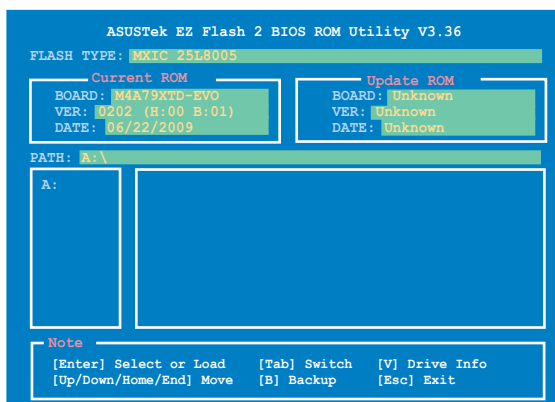 ASUSTek EZ Flash 2 BIOS ROM Utility V3.36
FLASH TYPE: MXIC 25L8005
Current ROM
BOARD: M4A79XTD-EVO
VER: 0202 (H:00 B:01)
DATE: 06/22/2009
Update ROM
BOARD: Unknown
VER: Unknown
DATE: Unknown
PATH: A:\
A:
Note
[Enter] Select or Load [Tab] Switch [V] Drive Info
[Up/Down/Home/End] Move [B] Backup [Esc] Exit